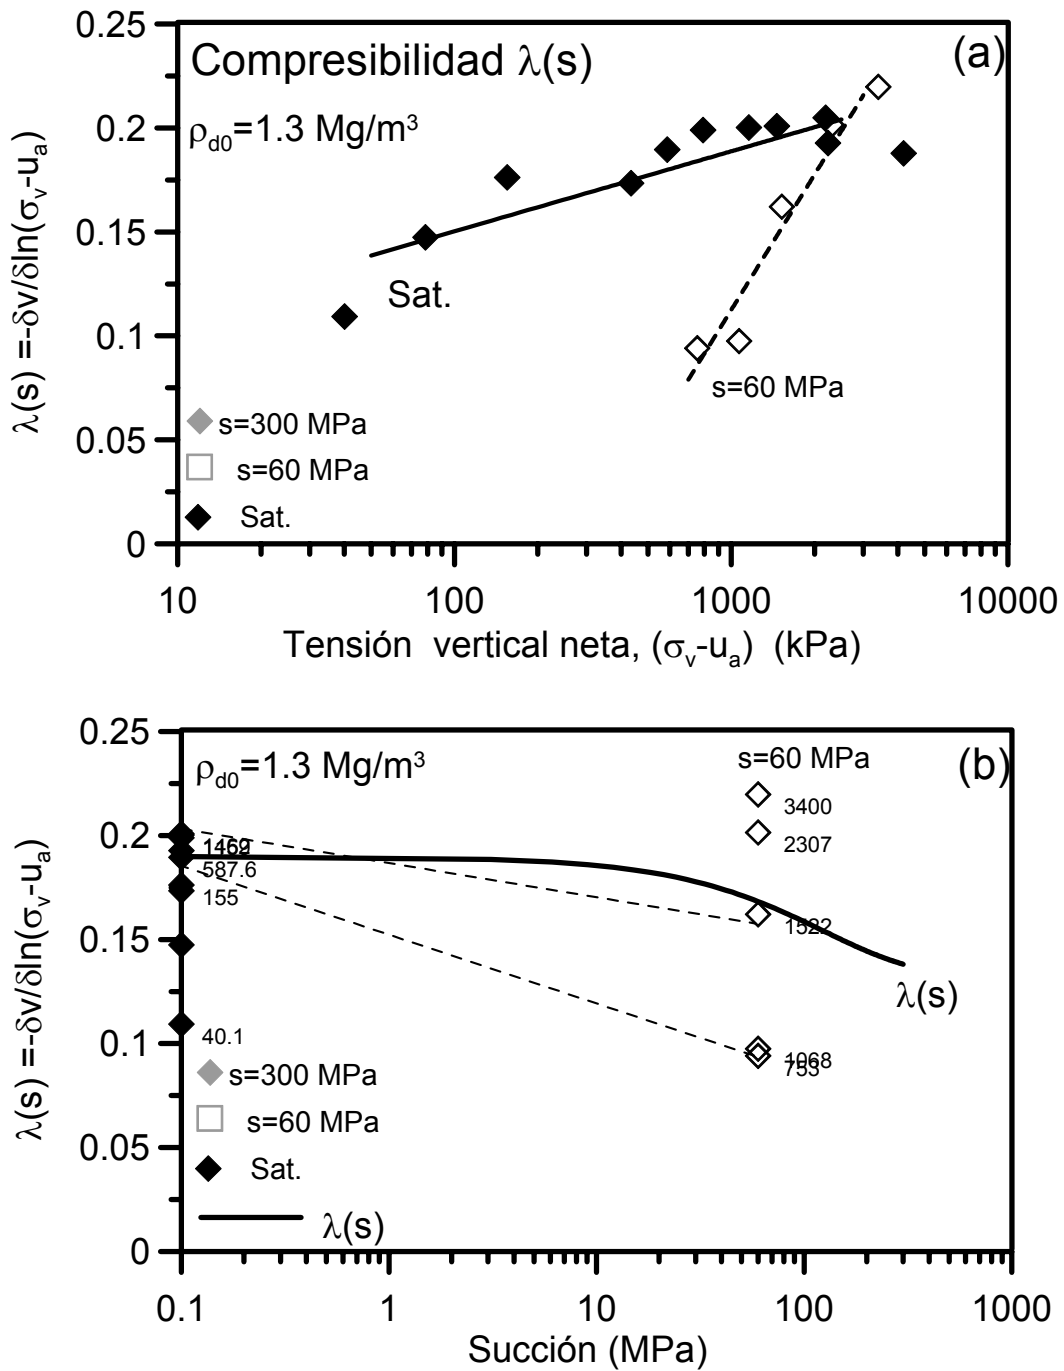 0.25
Compresibilidad λ(s)
(a)
ρd0=1.3 Mg/m³
0.2
0.15
Sat.
0.1
s=60 MPa
s=300 MPa
0.05
s=60 MPa
Sat.
0
λ(s) =-δv/δln(σv-ua)
10
100
1000
10000
Tensión vertical neta, (σv-ua) (kPa)
0.25
ρd0=1.3 Mg/m³
s=60 MPa
(b)
3400
0.2
2307
587.6
155
1522
0.15
λ(s)
40.1
0.1
1068
753
s=300 MPa
s=60 MPa
0.05
Sat.
λ(s)
0
λ(s) =-δv/δln(σv-ua)
0.1
1
10
100
1000
Succión (MPa)